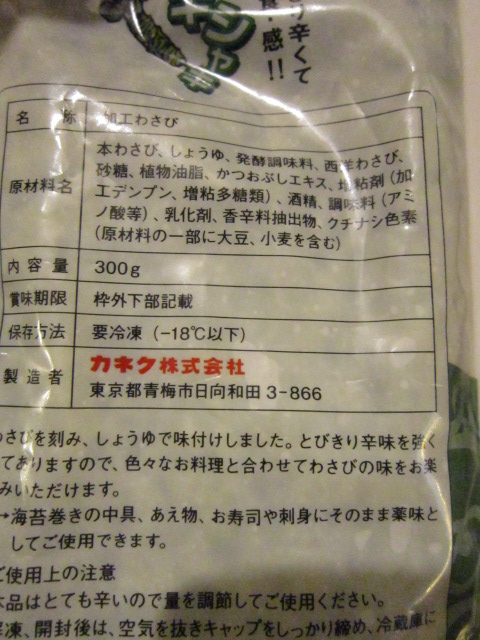 り辛くて
食・感!!
名 称 加工わさび
原材料名
本わさび、しょうゆ、発酵調味料、西洋わさび、
砂糖、植物油脂、かつおぶしエキス、増粘剤(加
工デンプン、増粘多糖類)、酒精、調味料(アミ
ノ酸等)、乳化剤、香辛料抽出物、クチナシ色素
(原材料の一部に大豆、小麦を含む)
内 容 量 300g
賞味期限 枠外下部記載
保存方法 要冷凍(-18℃以下)
製 造 者 カネク株式会社
東京都青梅市日向和田 3-866
わさびを刻み、しょうゆで味付けしました。とびきり辛味を強く
てありますので、色々なお料理と合わせてわさびの味をお楽
みいただけます。
→海苔巻きの中具、あえ物、お寿司や刺身にそのまま薬味と
してご使用できます。
ご使用上の注意
本品はとても辛いので量を調節してご使用ください。
解凍、開封後は、空気を抜きキャップをしっかり締め、冷蔵庫に